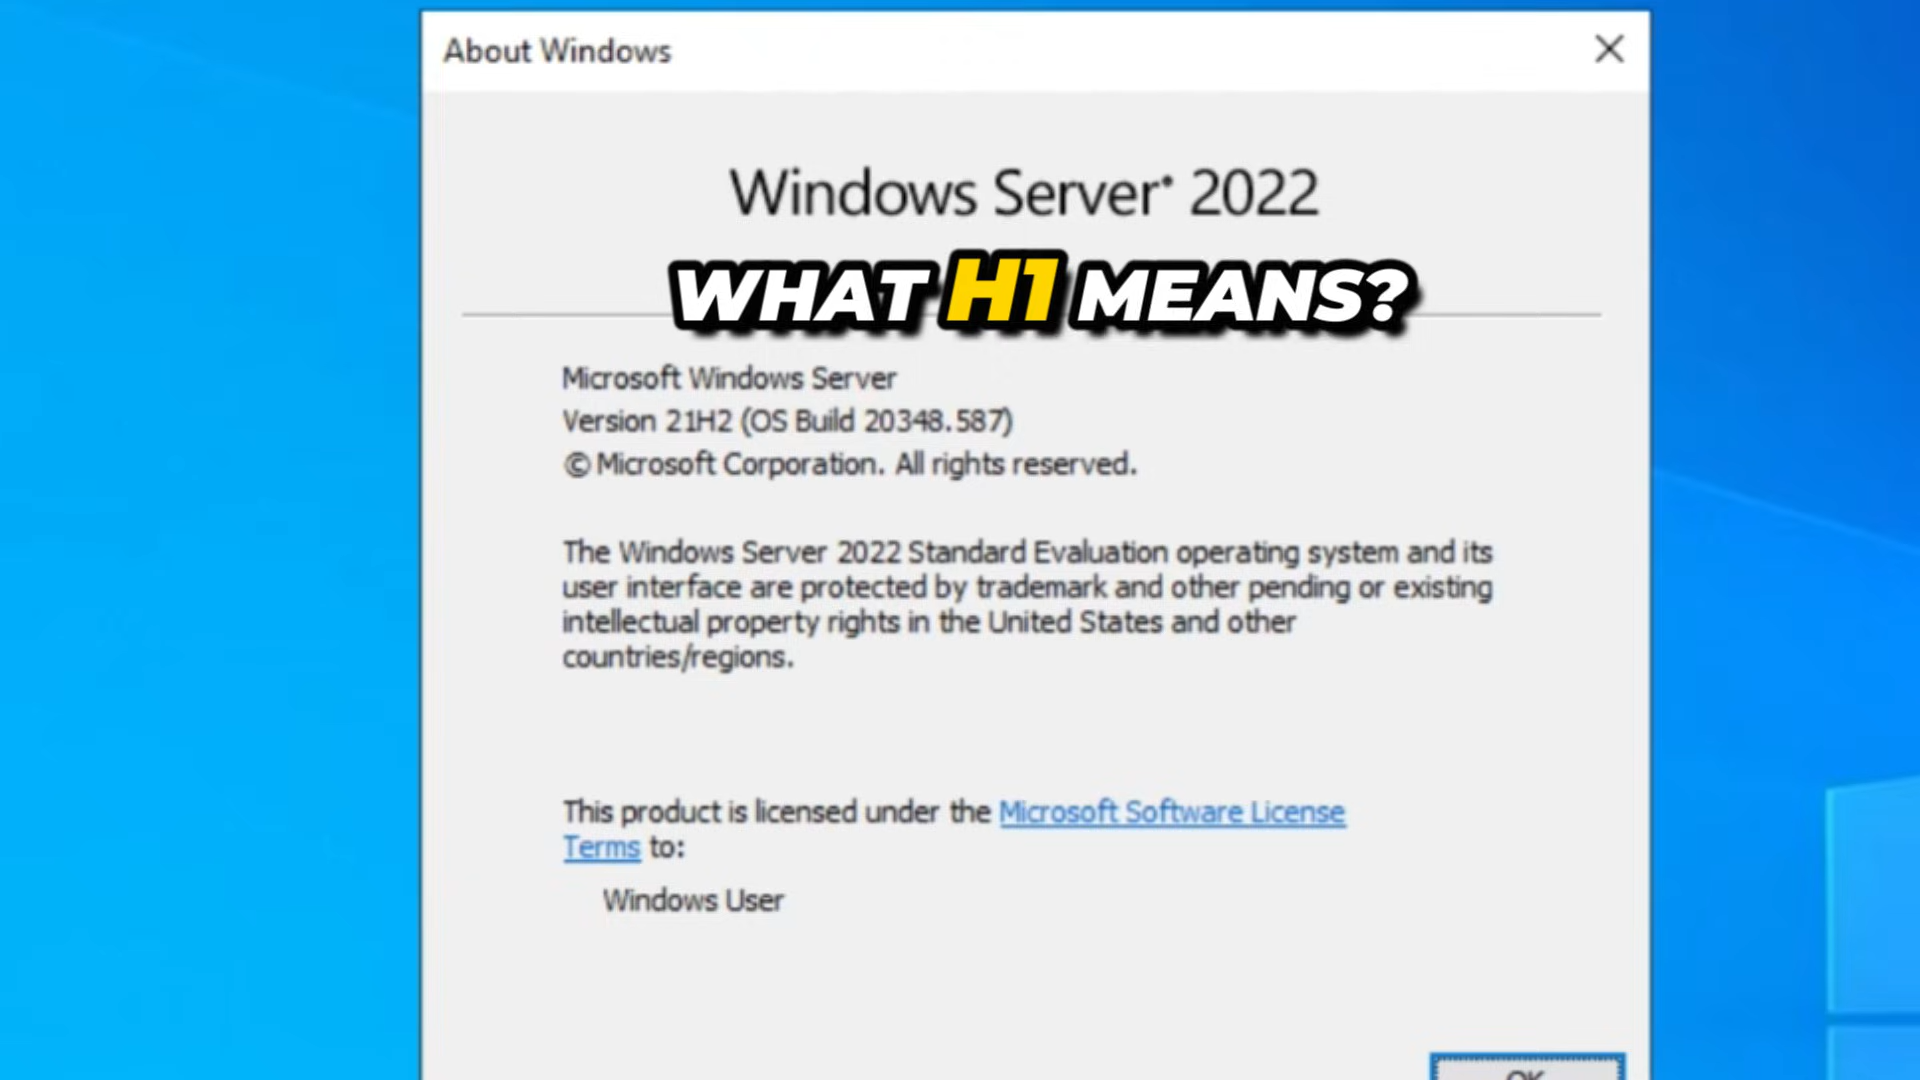 About Windows
Windows Server® 2022
WHAT H1 MEANS?
Microsoft Windows Server
Version 21H2 (OS Build 20348.587)
© Microsoft Corporation. All rights reserved.
The Windows Server 2022 Standard Evaluation operating system and its
user interface are protected by trademark and other pending or existing
intellectual property rights in the United States and other
countries/regions.
This product is licensed under the Microsoft Software License
Terms to:
Windows User
OK